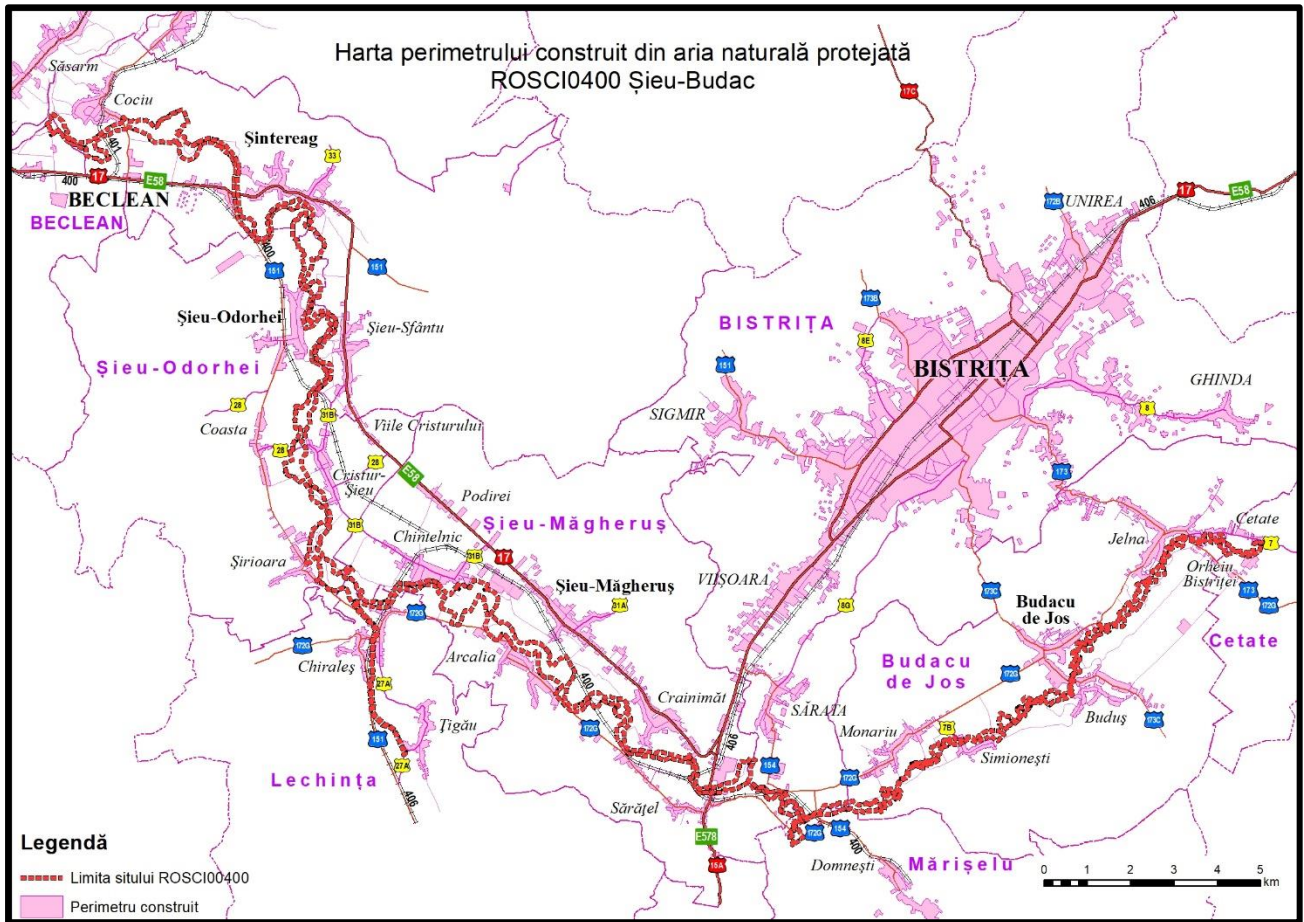 Harta perimetrului construit din aria naturală protejată
ROSCI0400 Șieu-Budac
Săsarm
Cociu
17C
Șintereag
33
401
400
17
E58
BECLEAN
BECLEAN
172B
UNIREA
406
17
E58
400
151
151
173B
Șieu-Odorhei
Șieu-Sfântu
BISTRIȚA
8E
Șieu-Odorhei
151
BISTRIȚA
GHINDA
28
31B
SIGMIR
8
Coasta
Viile Cristurului
28
28
E58
Cristur-
Șieu
173
Podirei
31B
Șieu-Măgheruș
Cetate
Chintelnic
31B
17
Jelna
7
Șirioara
Orheiu
Bistriței
Șieu-Măgheruș
VIIȘOARA
173C
173
31A
8G
172G
172G
Budacu
de Jos
172G
Chiraleș
Arcalia
Budacu
de Jos
Cetate
172G
27A
400
Crainimăt
Țigău
SĂRATA
Buduș
173C
151
172G
Monariu
7B
406
Simionești
27A
Lechința
154
172G
406
Sărățel
172G
154
E578
400
15A
Domnești
Mărișelu
Legendă
Limita sitului ROSCI00400
Perimetru construit
0 1 2 3 4 5
km